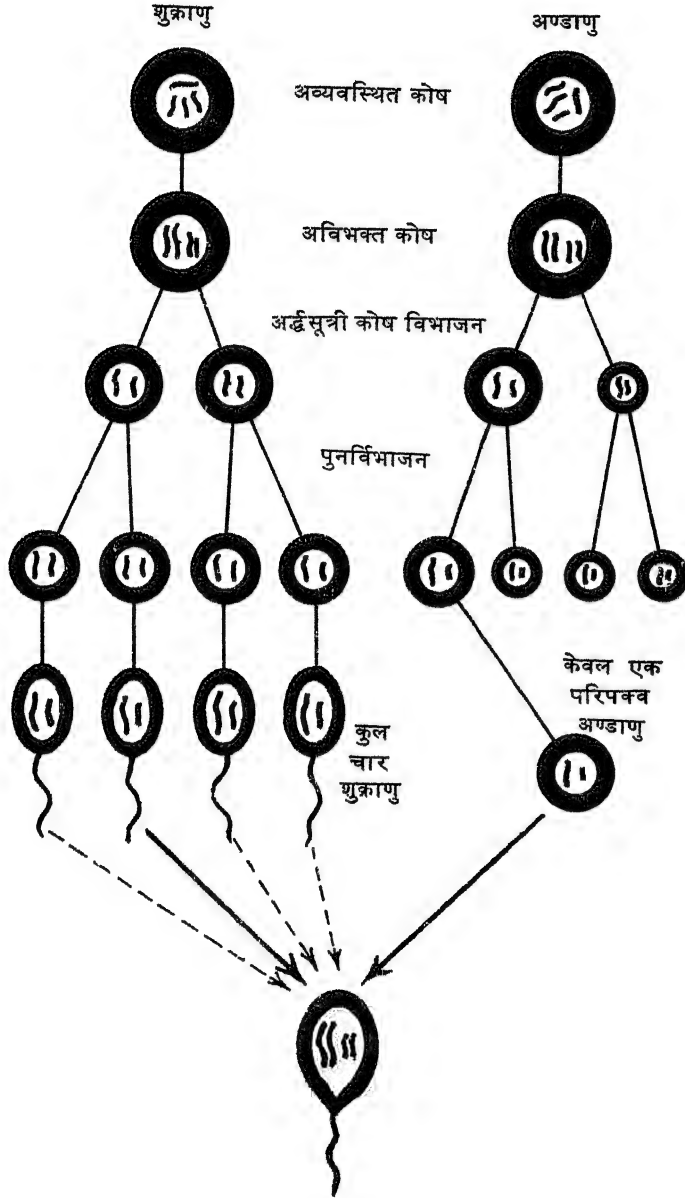 शुक्राणु
अण्डाणु
अव्यवस्थित कोष
अविभक्त कोष
अर्द्धसूत्री कोष विभाजन
पुनर्विभाजन
केवल एक
परिपक्व
अण्डाणु
कुल
चार
शुक्राणु